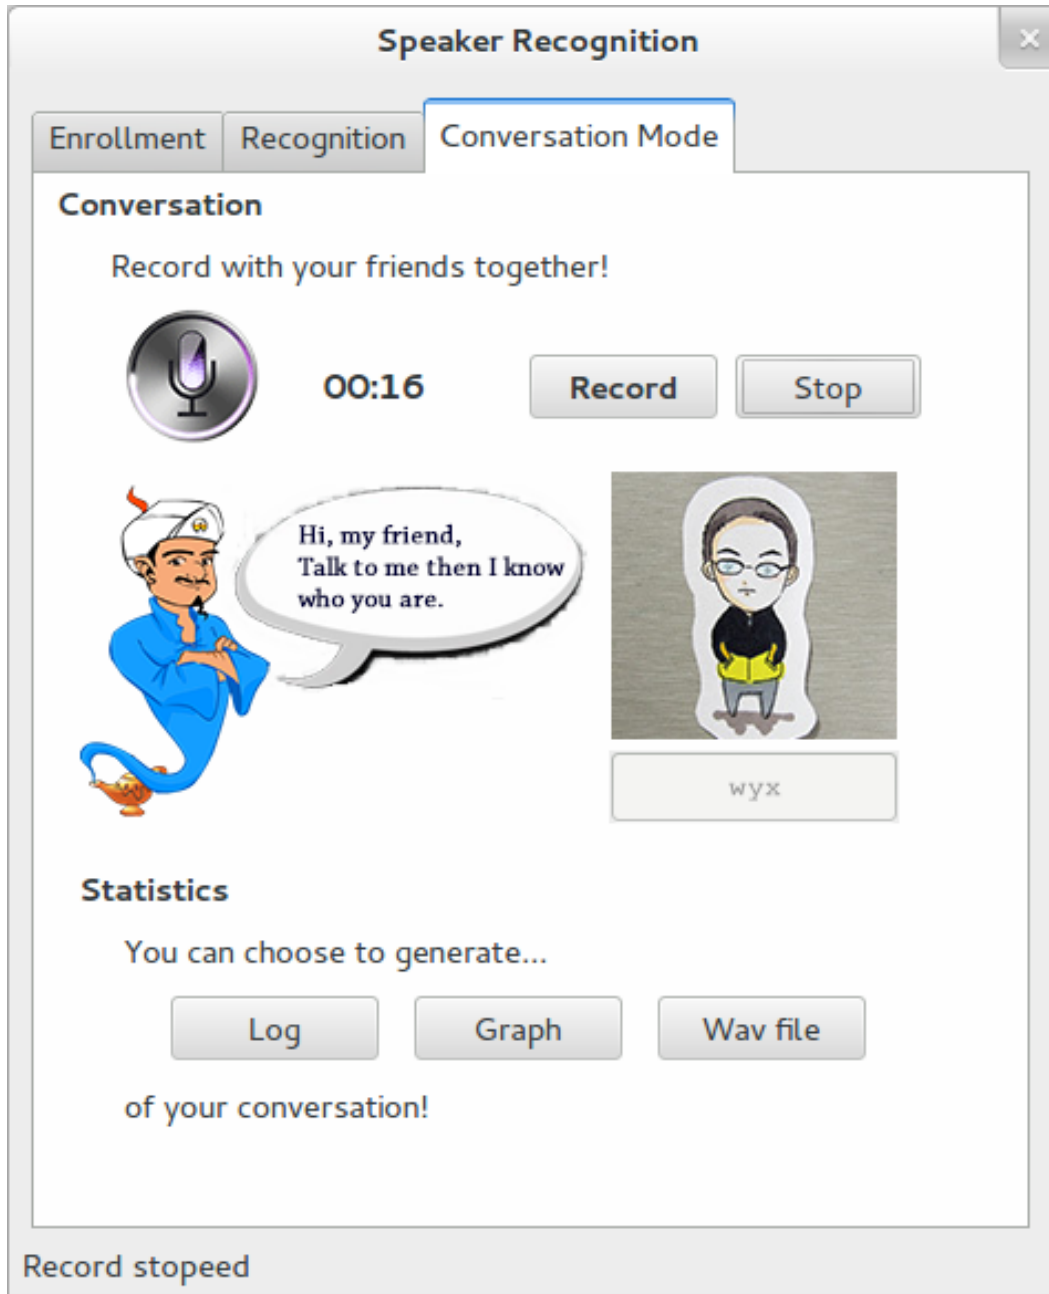 Speaker Recognition
Enrollment
Recognition
Conversation Mode
Conversation
Record with your friends together!
00:16
Record
Stop
Hi, my friend,
Talk to me then I know
who you are.
wyx
Statistics
You can choose to generate...
Log
Graph
Wav file
of your conversation!
Record stopeed